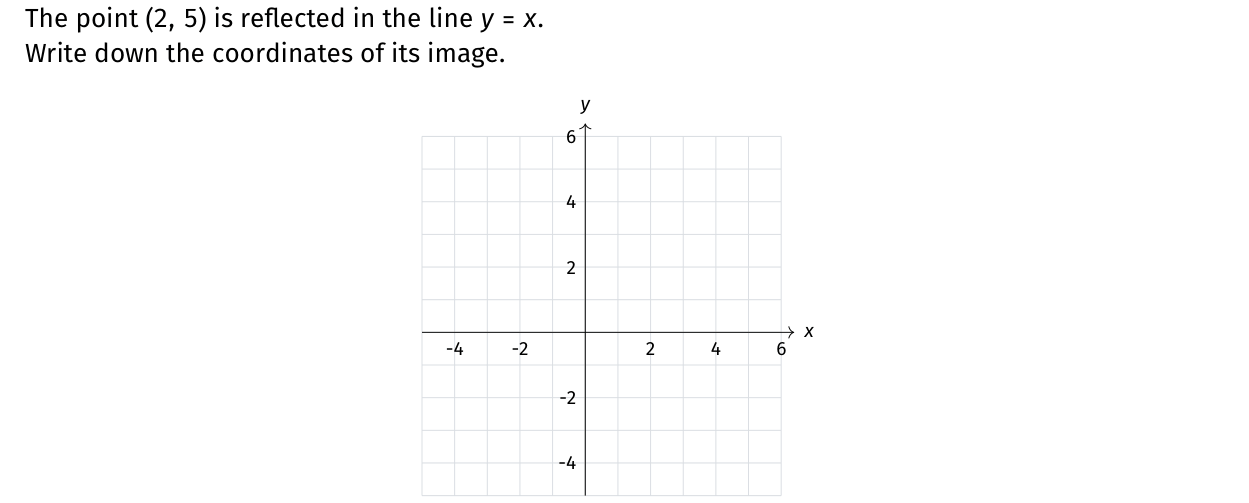 The point (2, 5) is reflected in the line y = x.
Write down the coordinates of its image.
y
6
4
2
x
-4 -2 2 4 6
-2
-4